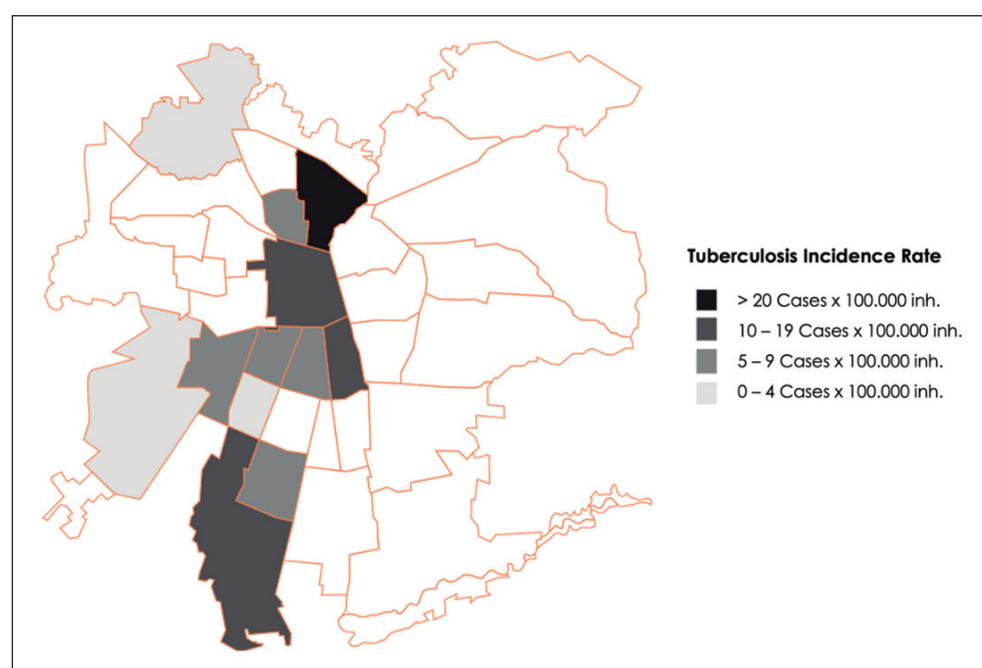 Tuberculosis Incidence Rate
> 20 Cases x 100.000 inh.
10 – 19 Cases x 100.000 inh.
5 – 9 Cases x 100.000 inh.
0 – 4 Cases x 100.000 inh.